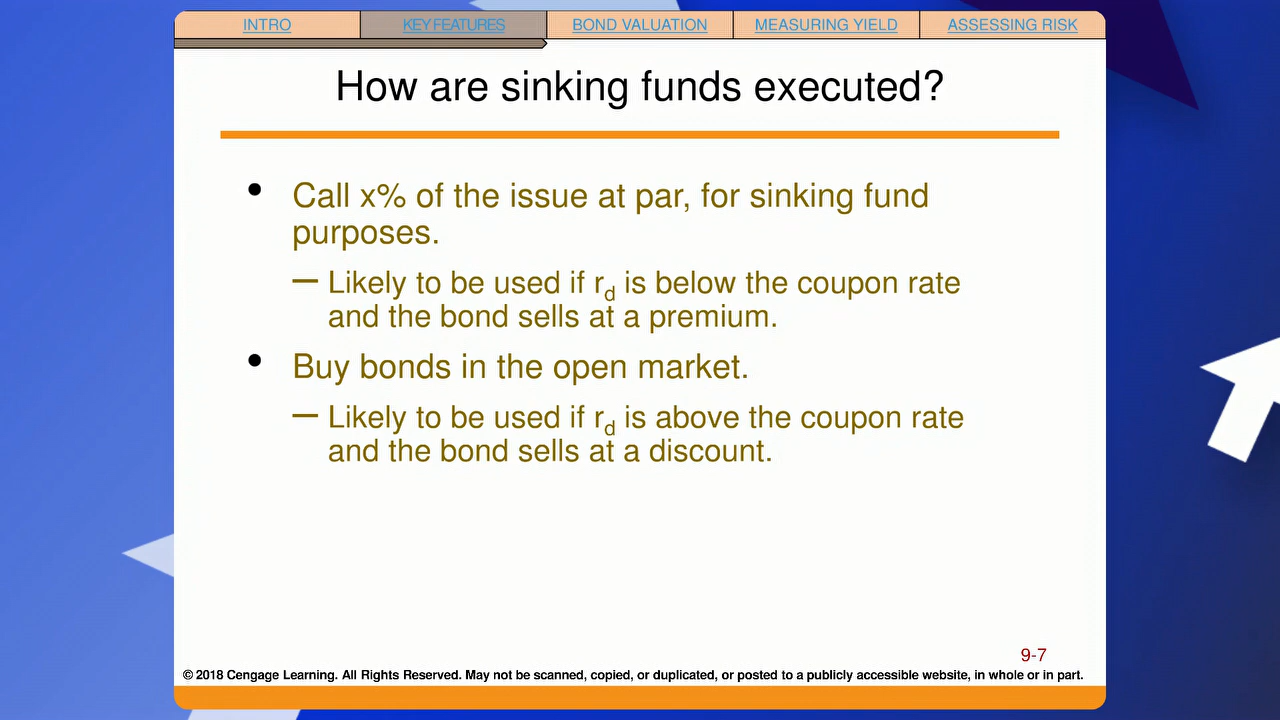 INTRO
KEY FEATURES
BOND VALUATION
MEASURING YIELD
ASSESSING RISK
How are sinking funds executed?
• Call x% of the issue at par, for sinking fund
purposes.
— Likely to be used if rd is below the coupon rate
and the bond sells at a premium.
• Buy bonds in the open market.
— Likely to be used if rd is above the coupon rate
and the bond sells at a discount.
9-7
© 2018 Cengage Learning. All Rights Reserved. May not be scanned, copied, or duplicated, or posted to a publicly accessible website, in whole or in part.